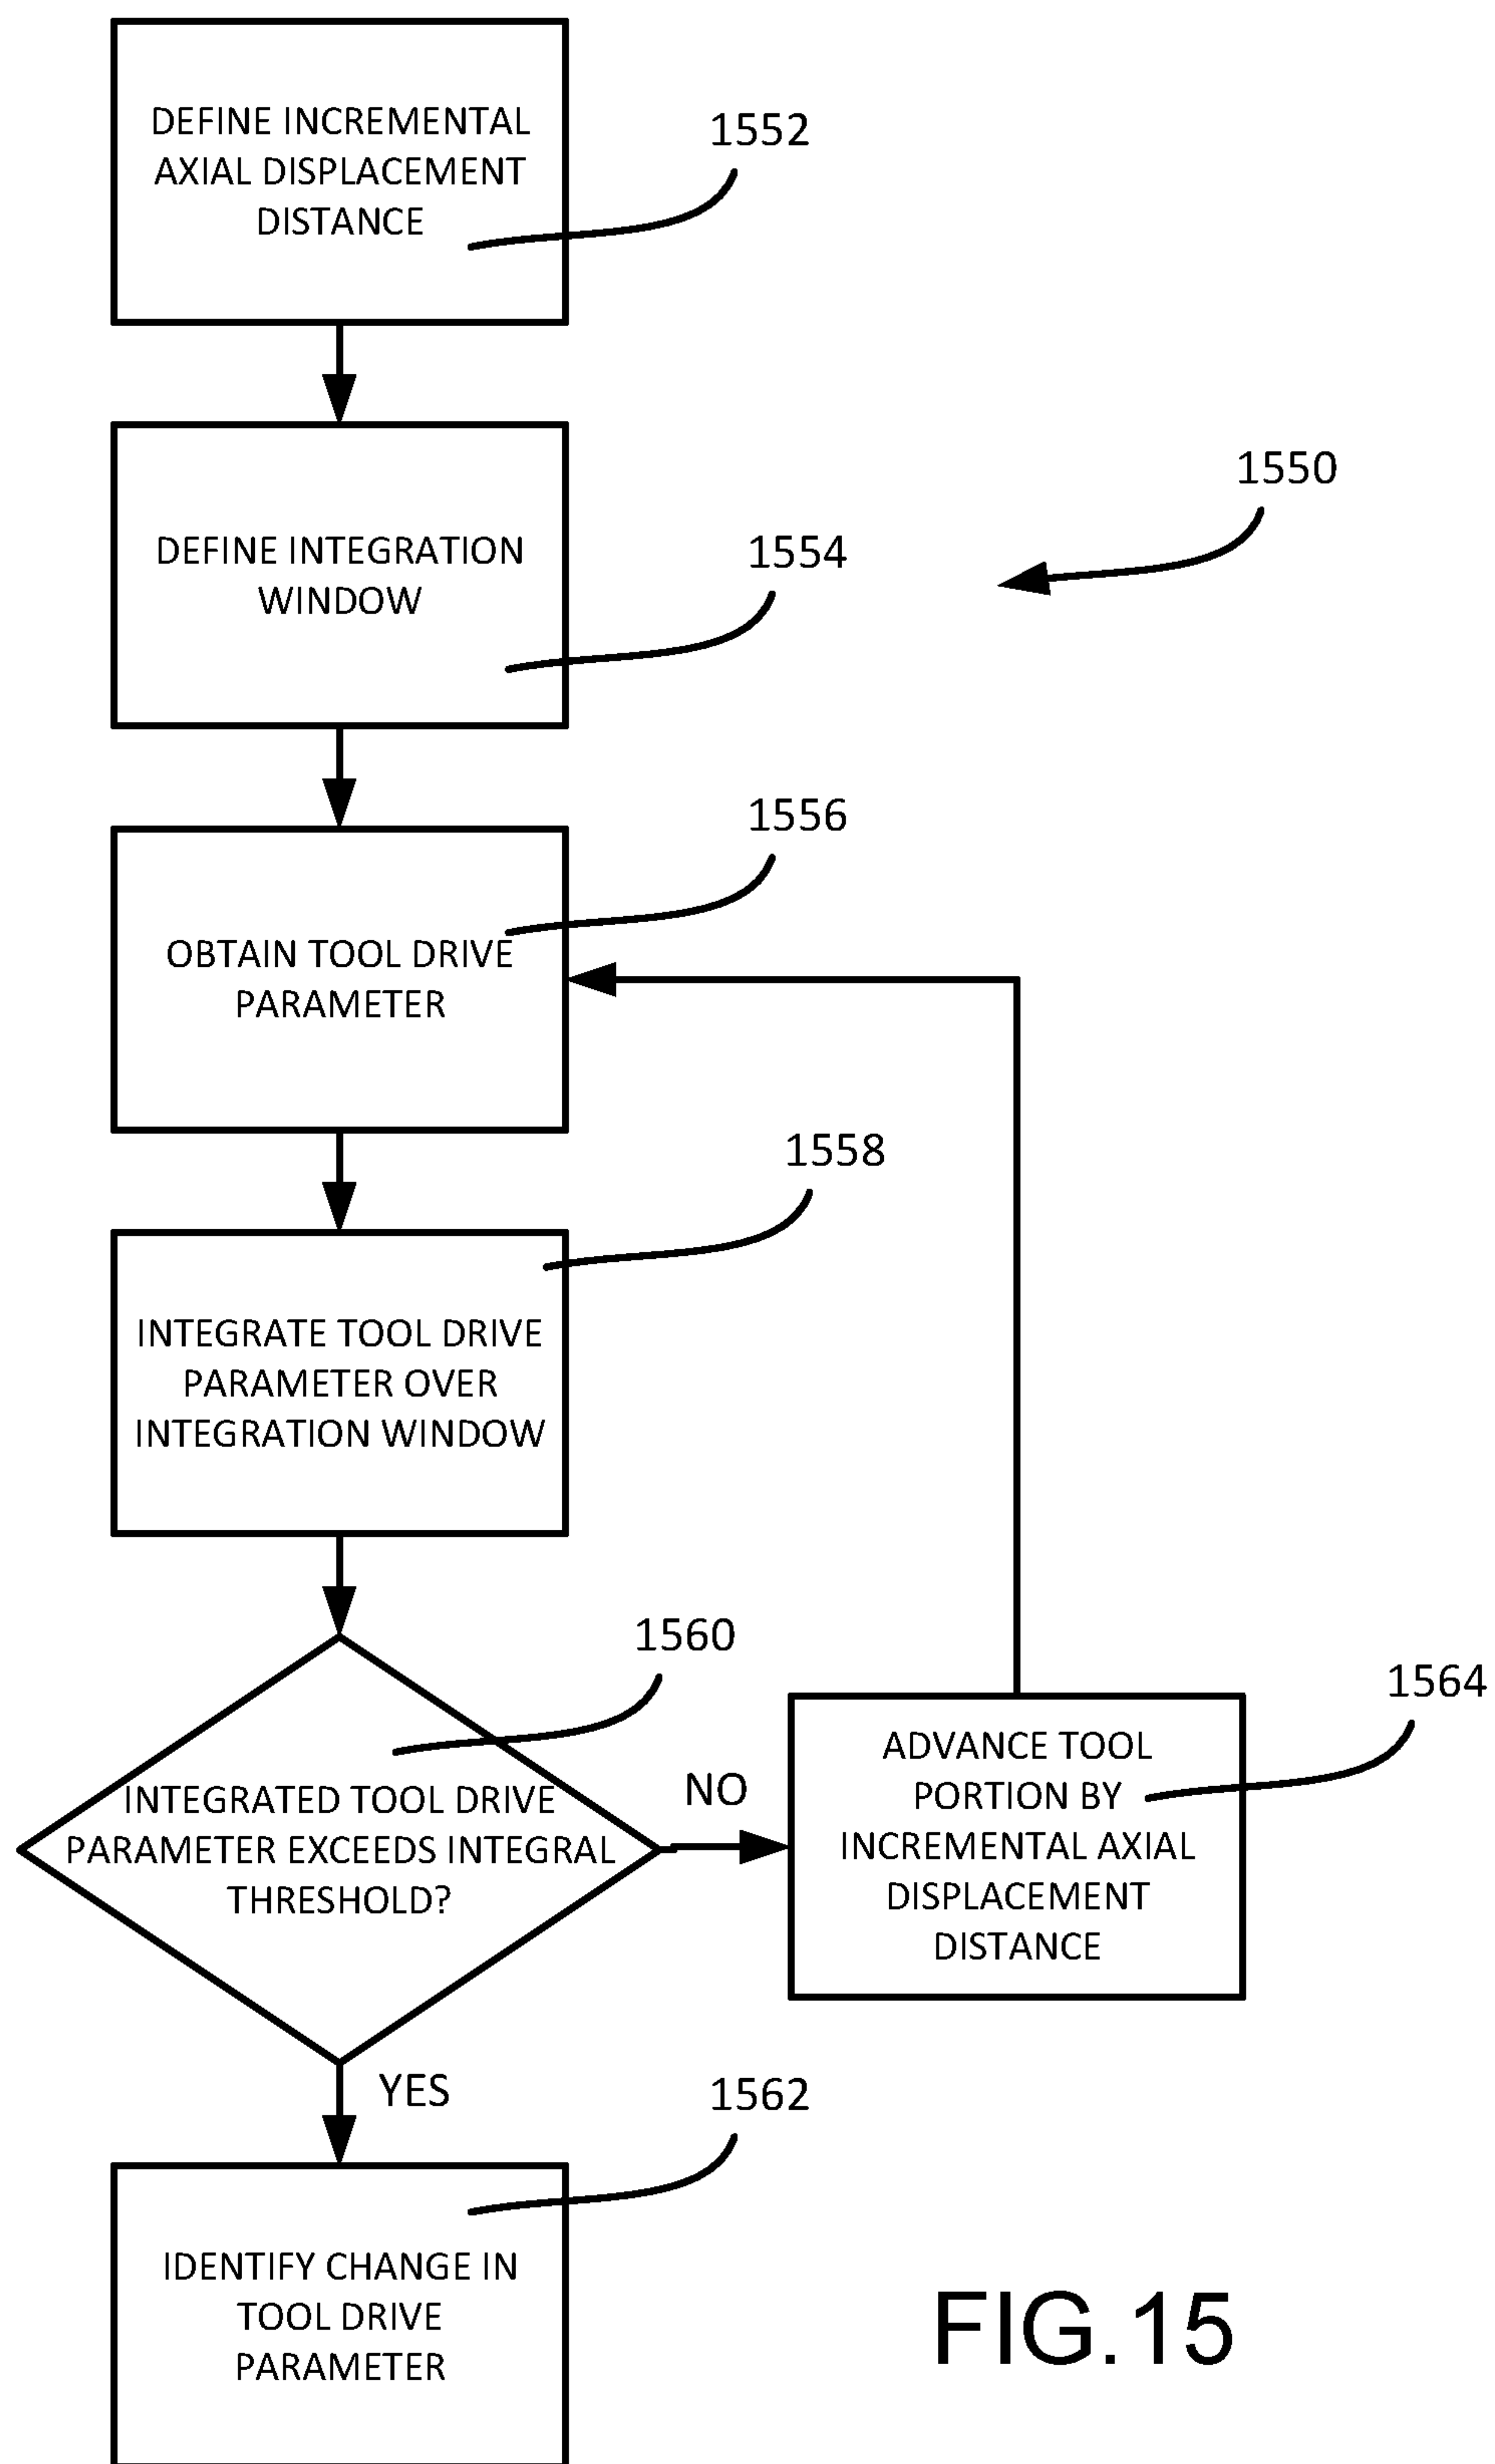 DEFINE INCREMENTAL
AXIAL DISPLACEMENT
DISTANCE
1552
DEFINE INTEGRATION
WINDOW
1554
1550
OBTAIN TOOL DRIVE
PARAMETER
1556
INTEGRATE TOOL DRIVE
PARAMETER OVER
INTEGRATION WINDOW
1558
INTEGRATED TOOL DRIVE
PARAMETER EXCEEDS INTEGRAL
THRESHOLD?
1560
NO
ADVANCE TOOL
PORTION BY
INCREMENTAL AXIAL
DISPLACEMENT
DISTANCE
1564
YES
IDENTIFY CHANGE IN
TOOL DRIVE
PARAMETER
1562
FIG.15